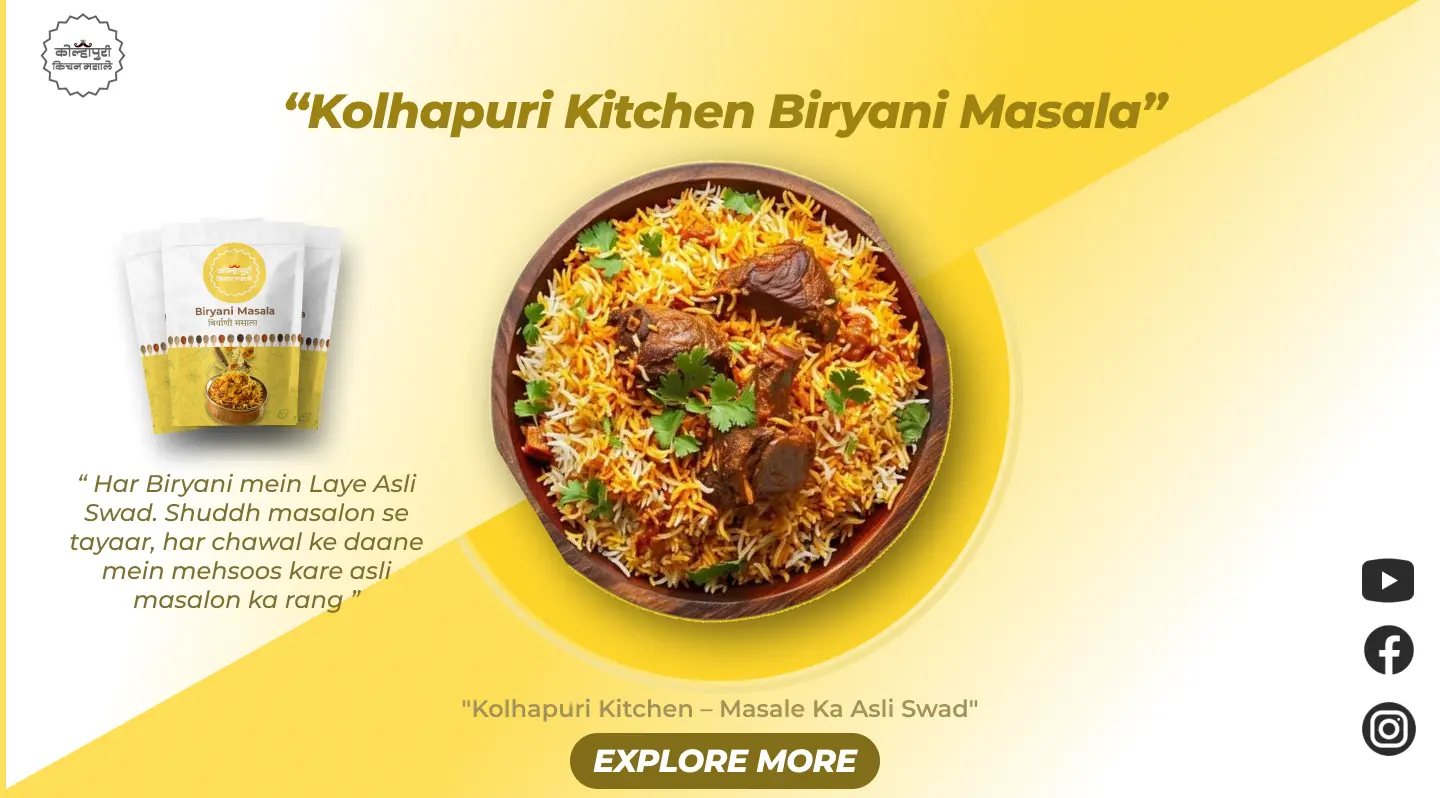 कोल्हापुरी
किचन मसाले
“Kolhapuri Kitchen Biryani Masala”
कोल्हापुरी
किचन मसाले
Biryani Masala
बिर्याणी मसाला
“ Har Biryani mein Laye Asli
Swad. Shuddh masalon se
tayaar, har chawal ke daane
mein mehsoos kare asli
masalon ka rang ”
"Kolhapuri Kitchen – Masale Ka Asli Swad"
EXPLORE MORE